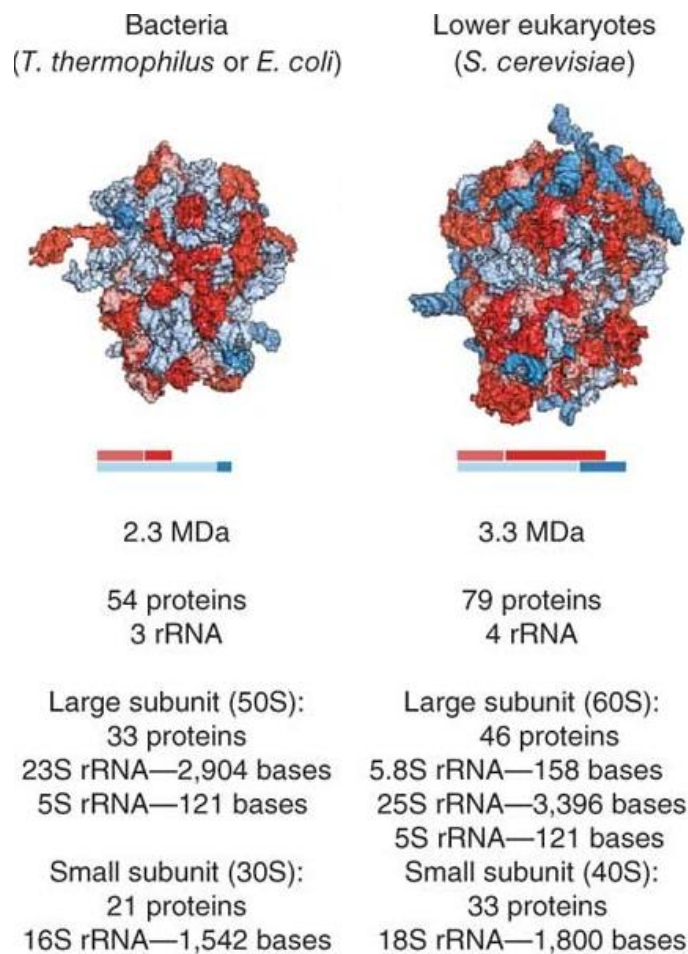 Bacteria
(T. thermophilus or E. coli)
2.3 MDa
54 proteins
3 rRNA
Large subunit (50S):
33 proteins
23S rRNA—2,904 bases
5S rRNA—121 bases
Small subunit (30S):
21 proteins
16S rRNA—1,542 bases
Lower eukaryotes
(S. cerevisiae)
3.3 MDa
79 proteins
4 rRNA
Large subunit (60S):
46 proteins
5.8S rRNA—158 bases
25S rRNA—3,396 bases
5S rRNA—121 bases
Small subunit (40S):
33 proteins
18S rRNA—1,800 bases